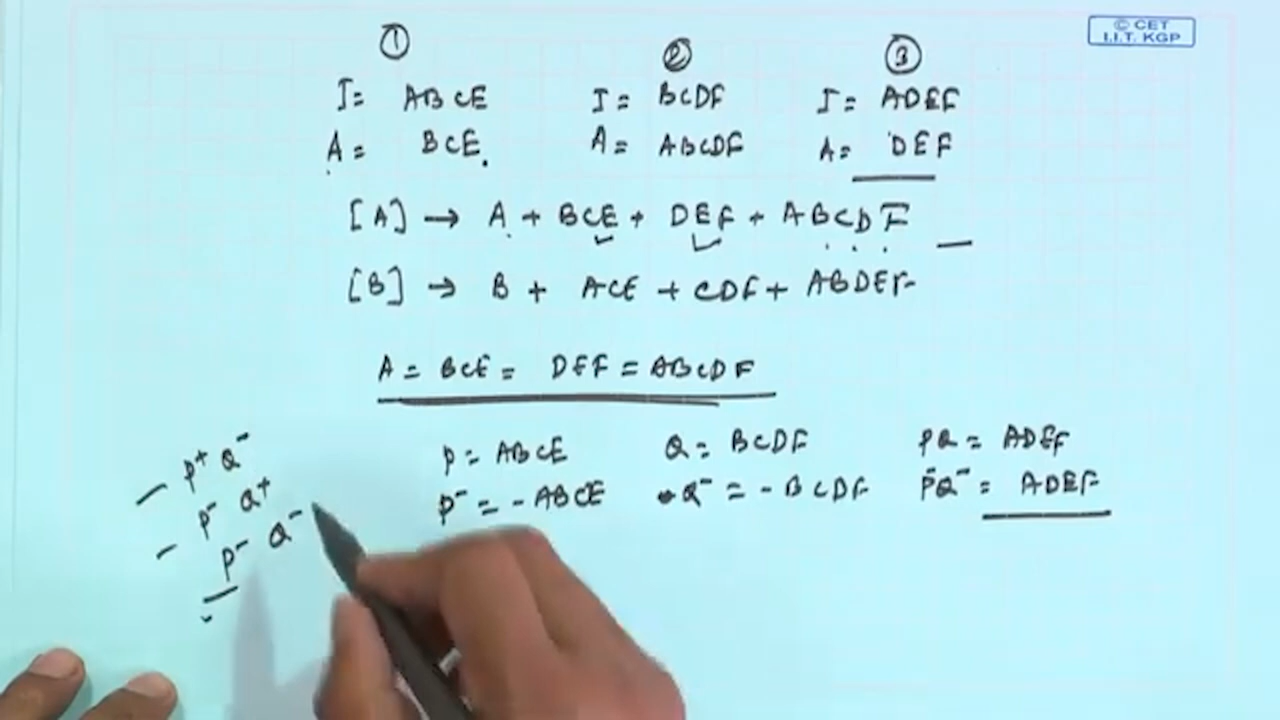 © CET
I.I.T. KGP
① ② ③
I = ABCE I = BCDF I = ADEF
A = BCE. A = ABCDF A = DEF
[A] → A + BCE + DEF + ABCDF
[B] → B + ACE + CDF + ABDEF
A = BCE = DEF = ABCDF
P = ABCE Q = BCDF PQ = ADEF
P⁻ = - ABCE Q⁻ = - BCDF P⁻Q⁻ = ADEF
— P⁺ Q⁻
— P⁻ Q⁺
P⁻ Q⁻